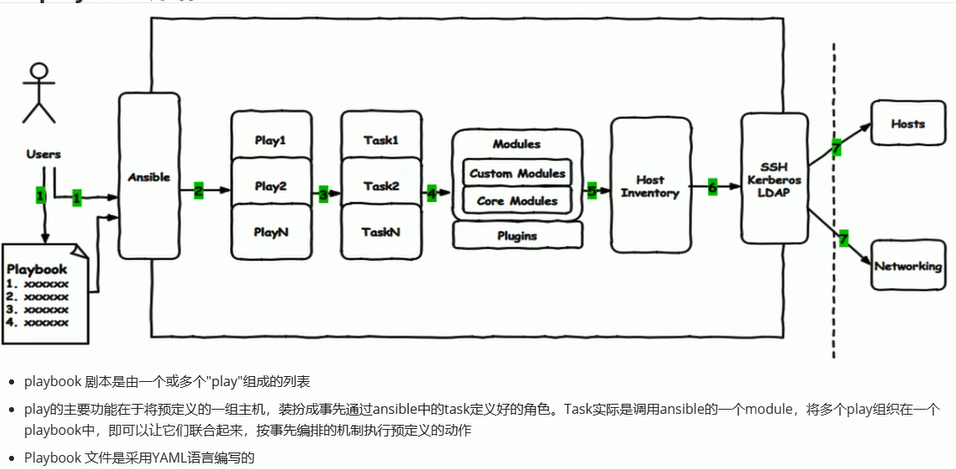 Users
1
1
Playbook
1. xxxxxx
2. xxxxxx
3. xxxxxx
4. xxxxxx
Ansible
2
Play1
Play2
PlayN
3
Task1
Task2
TaskN
4
Modules
Custom Modules
Core Modules
Plugins
5
Host
Inventory
6
SSH
Kerberos
LDAP
7
7
Hosts
Networking
playbook 剧本是由一个或多个"play"组成的列表
play的主要功能在于将预定义的一组主机，装扮成事先通过ansible中的task定义好的角色。Task实际是调用ansible的一个module，将多个play组织在一个
playbook中，即可以让它们联合起来，按事先编排的机制执行预定义的动作
Playbook 文件是采用YAML语言编写的